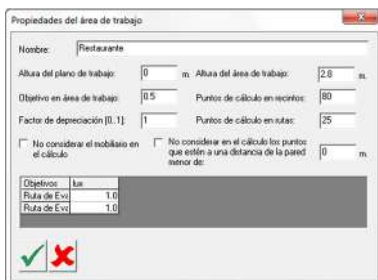 Propiedades del área de trabajo
Nombre: Restaurante
Altura del plano de trabajo: 0 m. Altura del área de trabajo: 2.8 m.
Objetivo en área de trabajo: 0.5 Puntos de cálculo en recintos: 80
Factor de depreciación [0..1]: 1 Puntos de cálculo en rutas: 25
No considerar el mobiliario en el cálculo
No considerar en el cálculo los puntos que estén a una distancia de la pared menor de: 0 m.
Objetivos lux
Ruta de Eva 1.0
Ruta de Eva 1.0